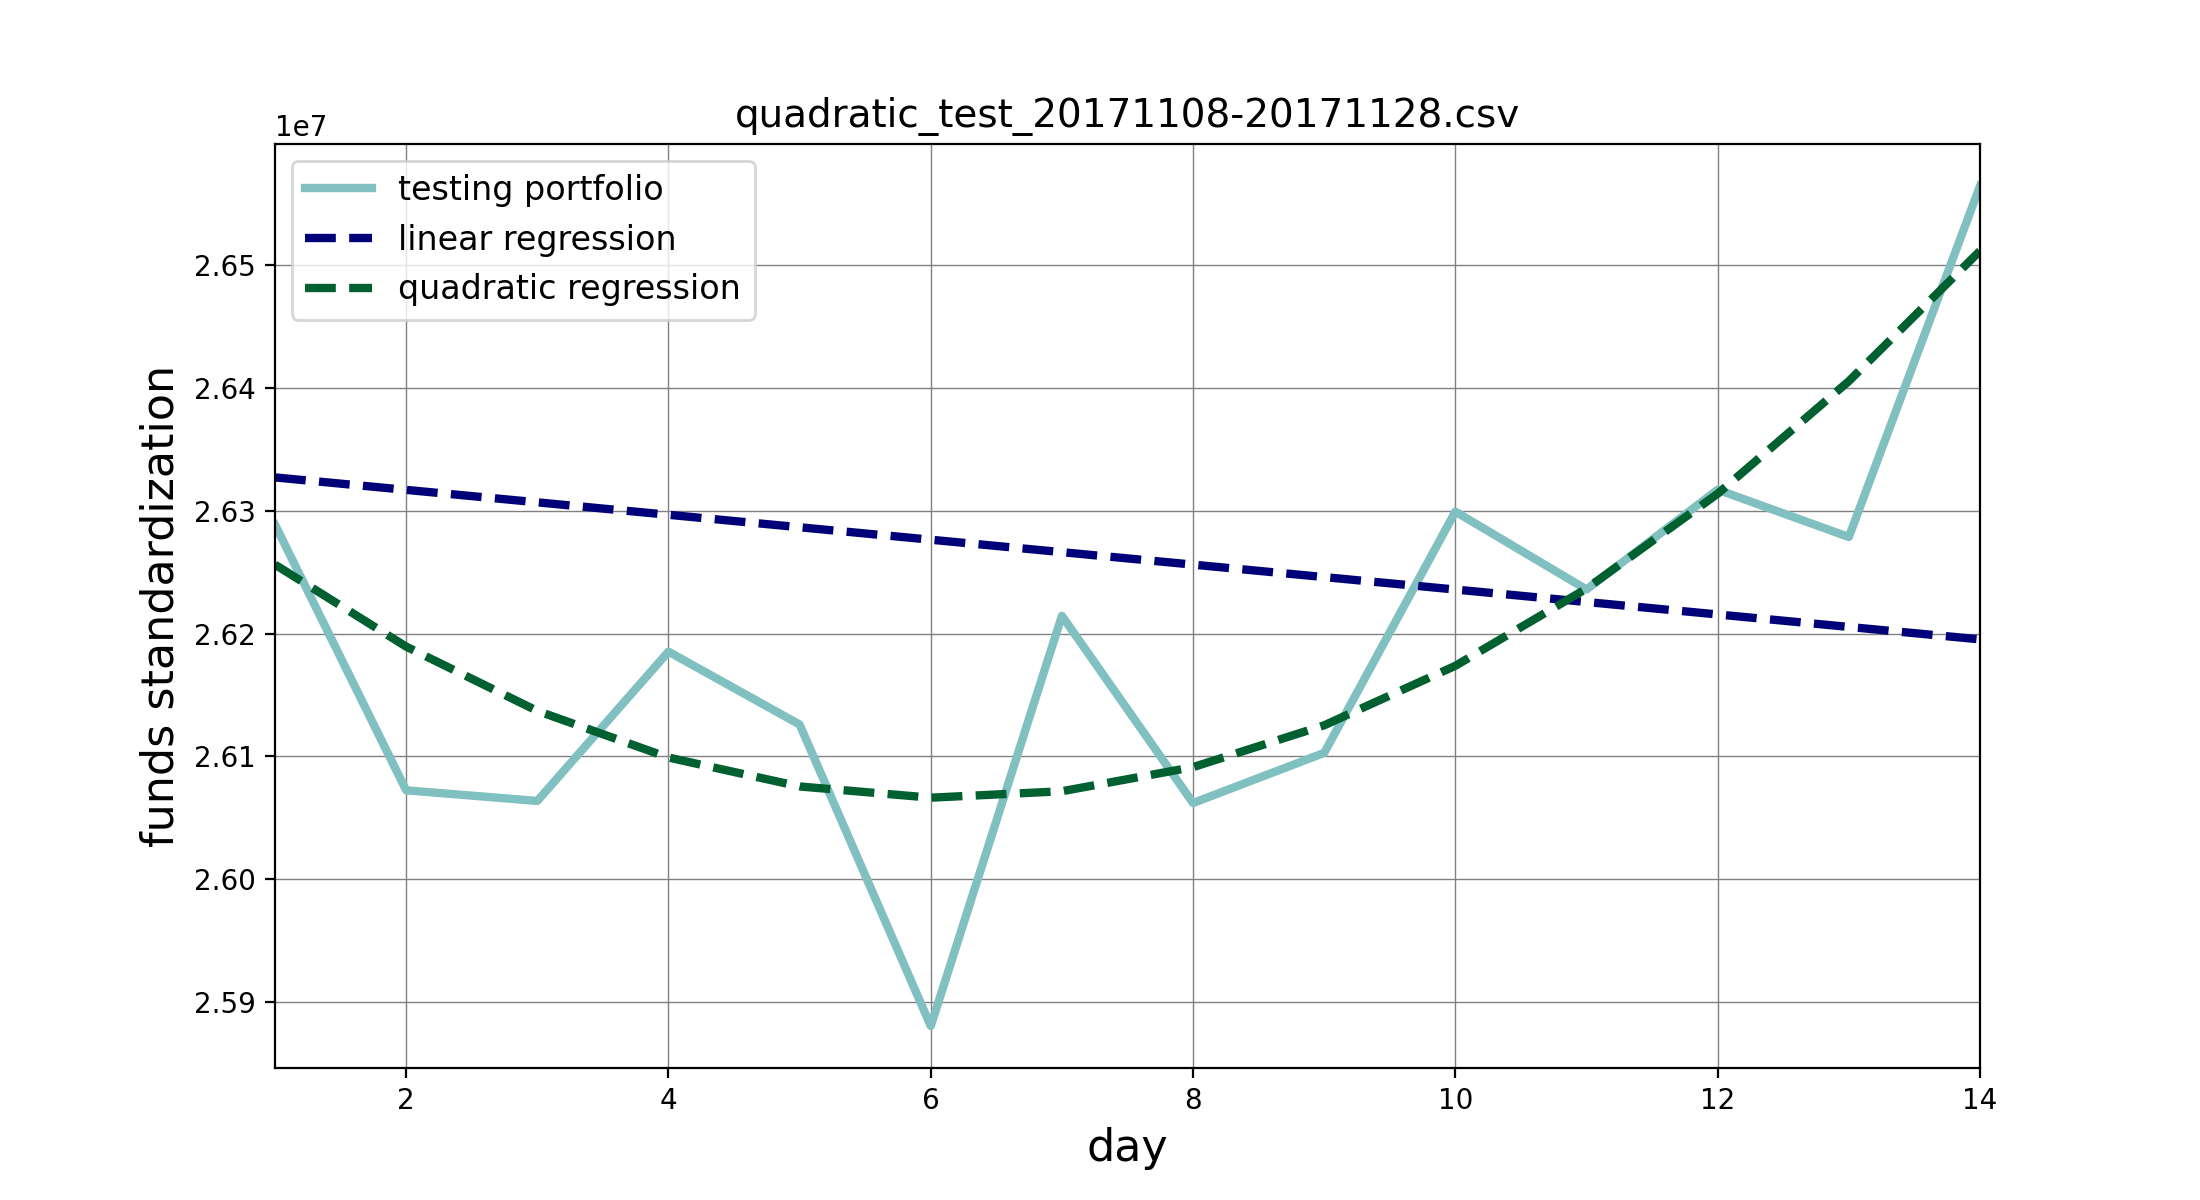 quadratic_test_20171108-20171128.csv
1e7
testing portfolio
linear regression
quadratic regression
funds standardization
2.65
2.64
2.63
2.62
2.61
2.60
2.59
2 4 6 8 10 12 14
day